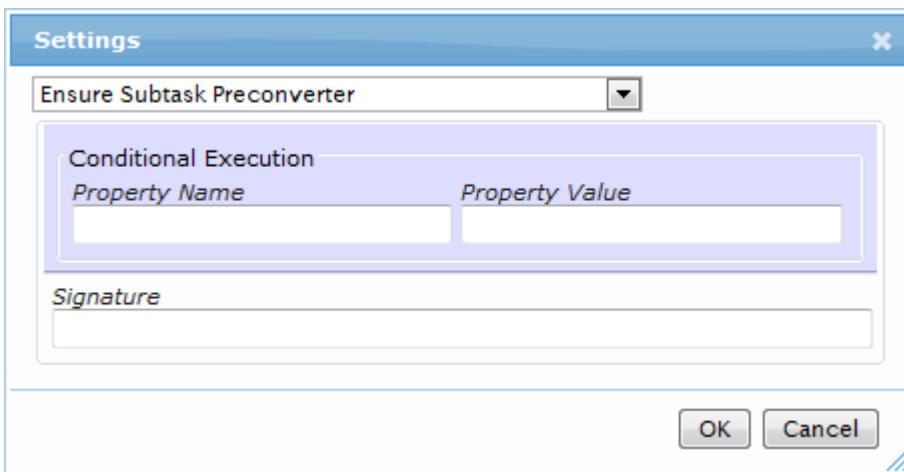 Settings
Ensure Subtask Preconverter
Conditional Execution
Property Name Property Value
Signature
OK Cancel